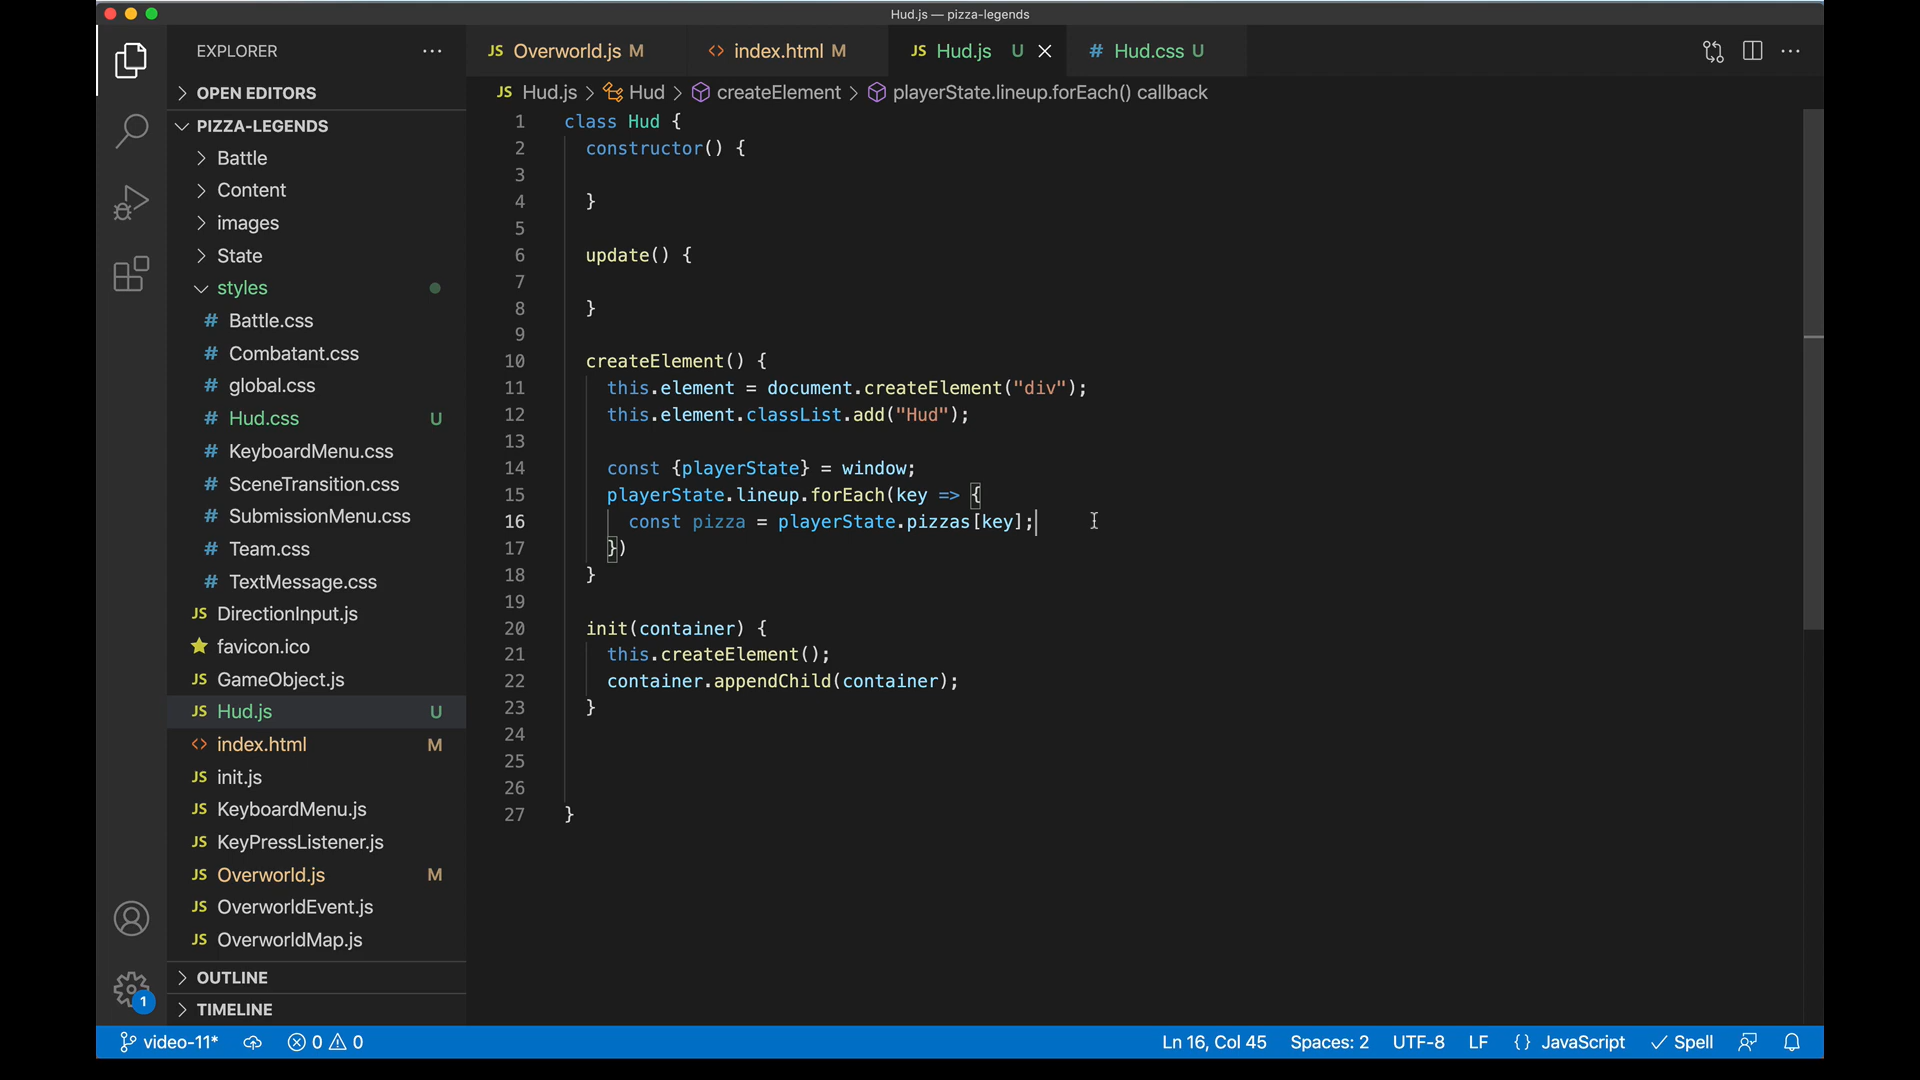 Hud.js — pizza-legends
EXPLORER
OPEN EDITORS
PIZZA-LEGENDS
Battle
Content
images
State
styles
# Battle.css
# Combatant.css
# global.css
# Hud.css U
# KeyboardMenu.css
# SceneTransition.css
# SubmissionMenu.css
# Team.css
# TextMessage.css
JS DirectionInput.js
favicon.ico
JS GameObject.js
JS Hud.js U
<> index.html M
JS init.js
JS KeyboardMenu.js
JS KeyPressListener.js
JS Overworld.js M
JS OverworldEvent.js
JS OverworldMap.js
OUTLINE
TIMELINE
1
JS Overworld.js M <> index.html M JS Hud.js U # Hud.css U
JS Hud.js > Hud > createElement > playerState.lineup.forEach() callback
1 class Hud {
2 constructor() {
3
4 }
5
6 update() {
7
8 }
9
10 createElement() {
11 this.element = document.createElement("div");
12 this.element.classList.add("Hud");
13
14 const {playerState} = window;
15 playerState.lineup.forEach(key => {
16 const pizza = playerState.pizzas[key];
17 })
18 }
19
20 init(container) {
21 this.createElement();
22 container.appendChild(container);
23 }
24
25
26
27 }
video-11* 0 0 Ln 16, Col 45 Spaces: 2 UTF-8 LF {} JavaScript Spell